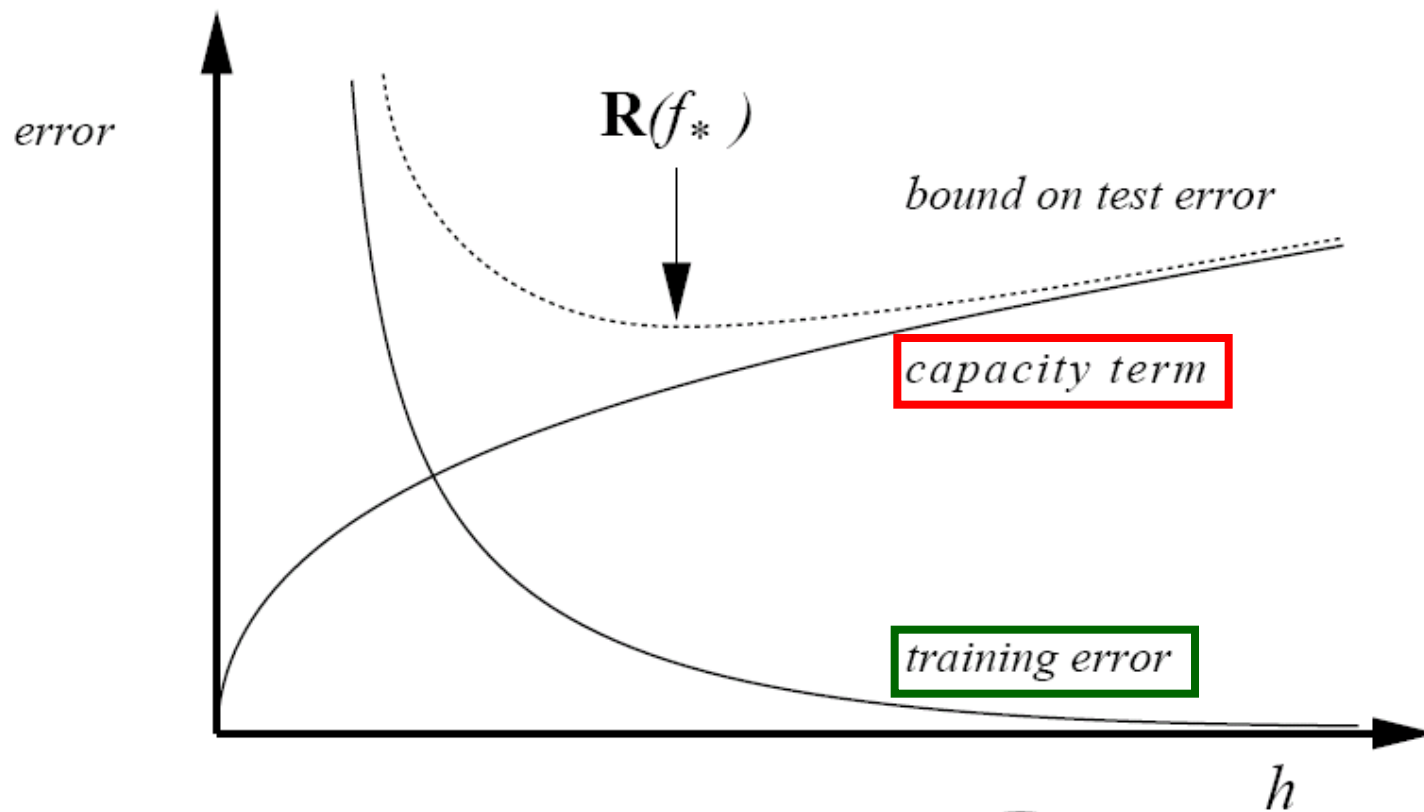 error
R(f* )
bound on test error
capacity term
training error
h